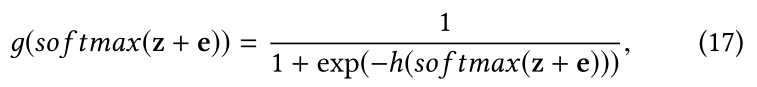 g(softmax(z + e)) = 1 / (1 + exp(−h(softmax(z + e)))), (17)